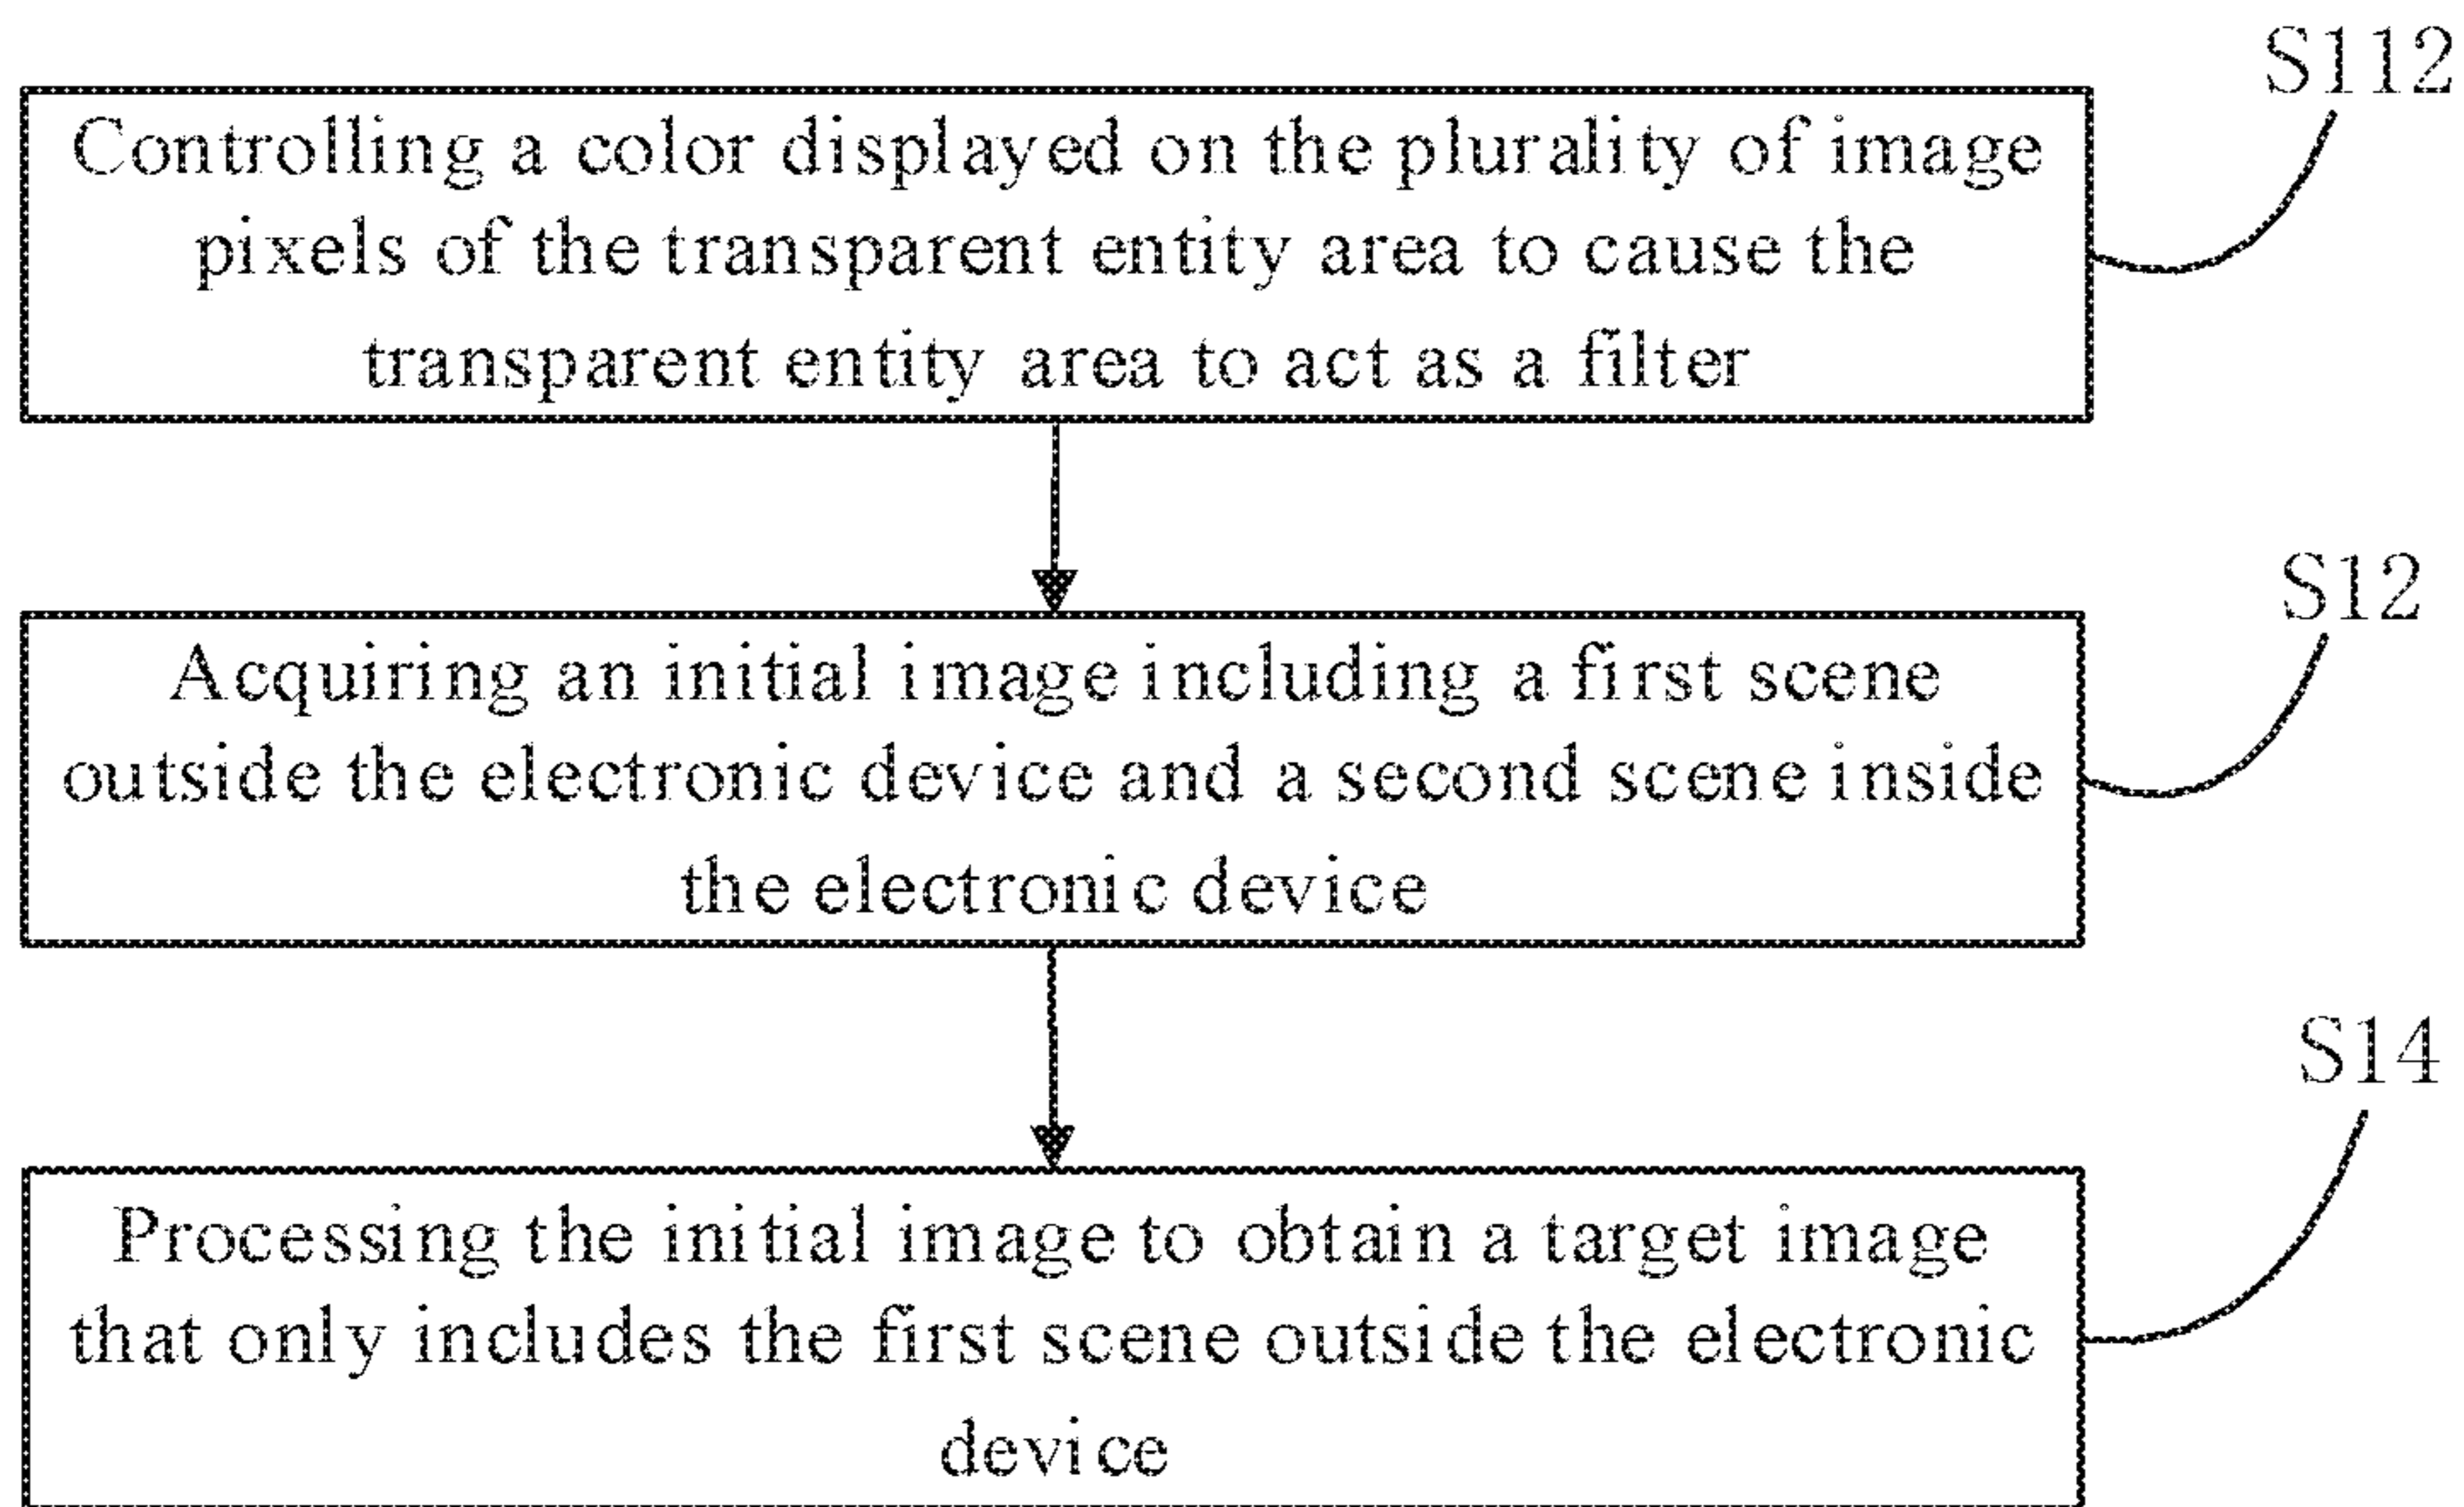 S112
Controlling a color displayed on the plurality of image
pixels of the transparent entity area to cause the
transparent entity area to act as a filter
S12
Acquiring an initial image including a first scene
outside the electronic device and a second scene inside
the electronic device
S14
Processing the initial image to obtain a target image
that only includes the first scene outside the electronic
device